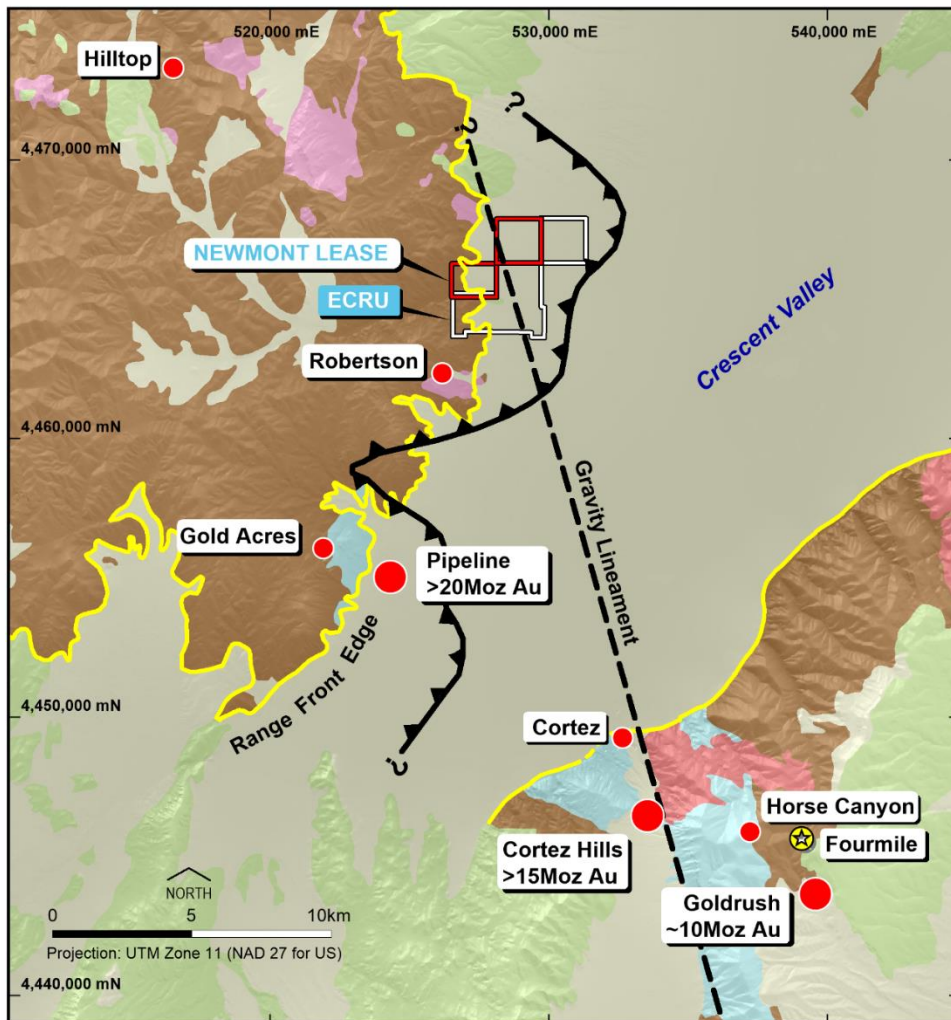 520,000 mE
530,000 mE
540,000 mE
Hilltop
?
?
4,470,000 mN
NEWMONT LEASE
ECRU
Crescent Valley
Robertson
4,460,000 mN
Gravity Lineament
Gold Acres
Pipeline
>20Moz Au
Range Front Edge
4,450,000 mN
Cortez
?
Horse Canyon
Fourmile
Cortez Hills
>15Moz Au
Goldrush
~10Moz Au
NORTH
0 5 10km
Projection: UTM Zone 11 (NAD 27 for US)
4,440,000 mN